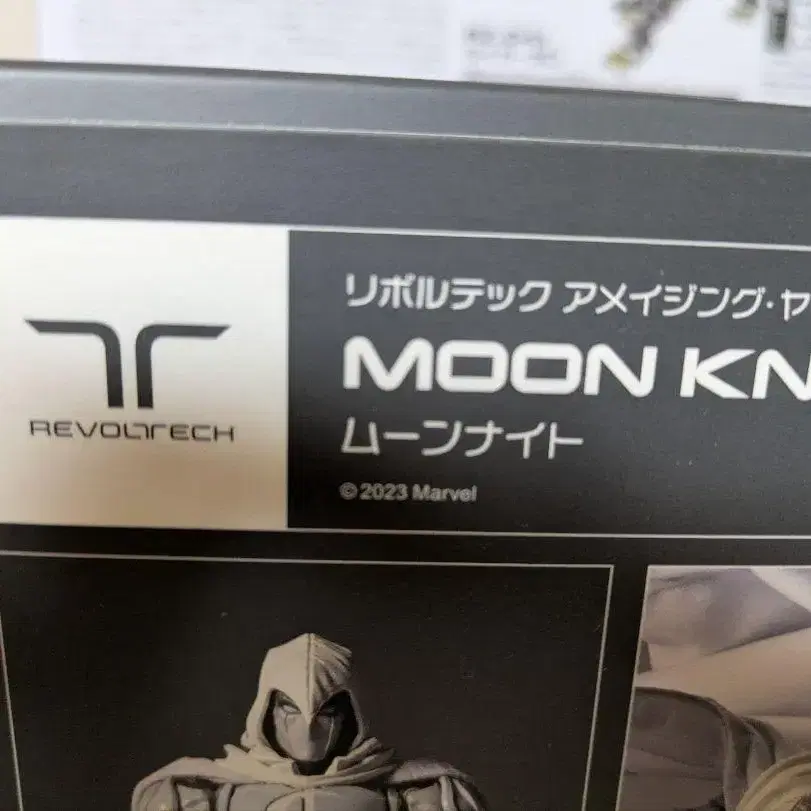 リボルテック アメイジング・ヤ
MOON KN
ムーンナイト
© 2023 Marvel
REVOLTECH